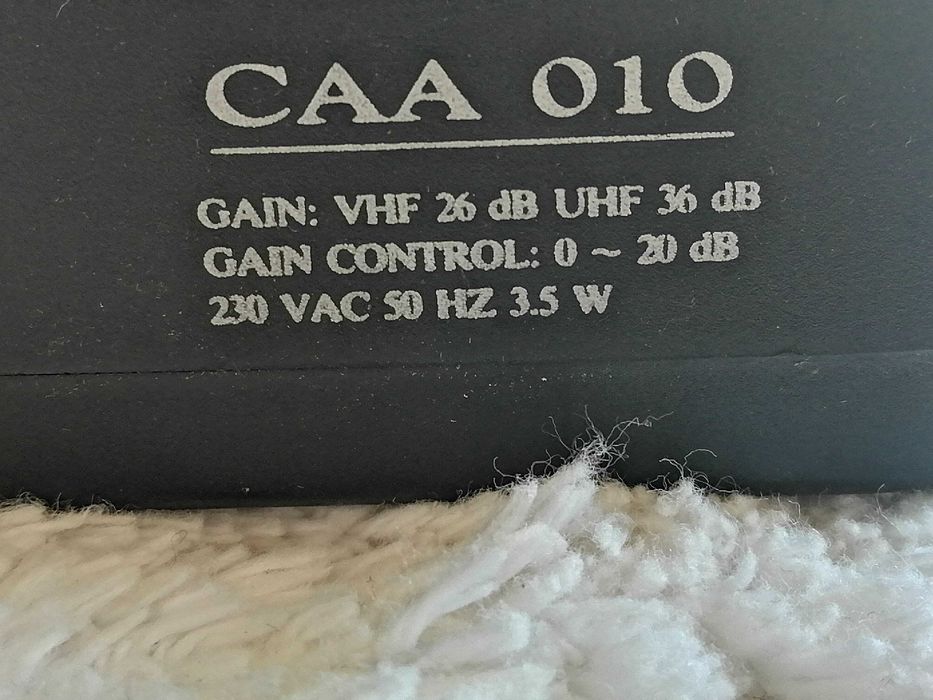 CAA 010
GAIN: VHF 26 dB UHF 36 dB
GAIN CONTROL: 0 ~ 20 dB
230 VAC 50 HZ 3.5 W